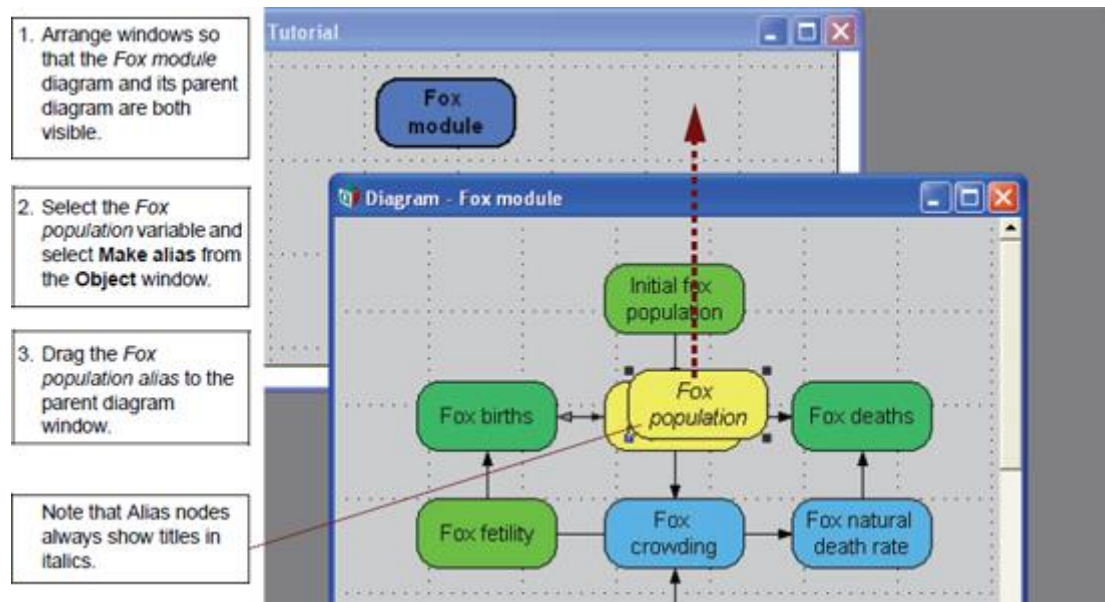 1. Arrange windows so
that the Fox module
diagram and its parent
diagram are both
visible.
2. Select the Fox
population variable and
select Make alias from
the Object window.
3. Drag the Fox
population alias to the
parent diagram
window.
Note that Alias nodes
always show titles in
italics.
Tutorial
Fox
module
Diagram - Fox module
Initial fox
population
Fox births
Fox
population
Fox deaths
Fox fetility
Fox
crowding
Fox natural
death rate